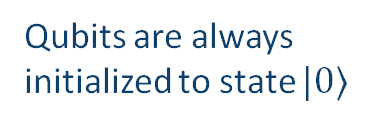 Qubits are always
initialized to state |0⟩